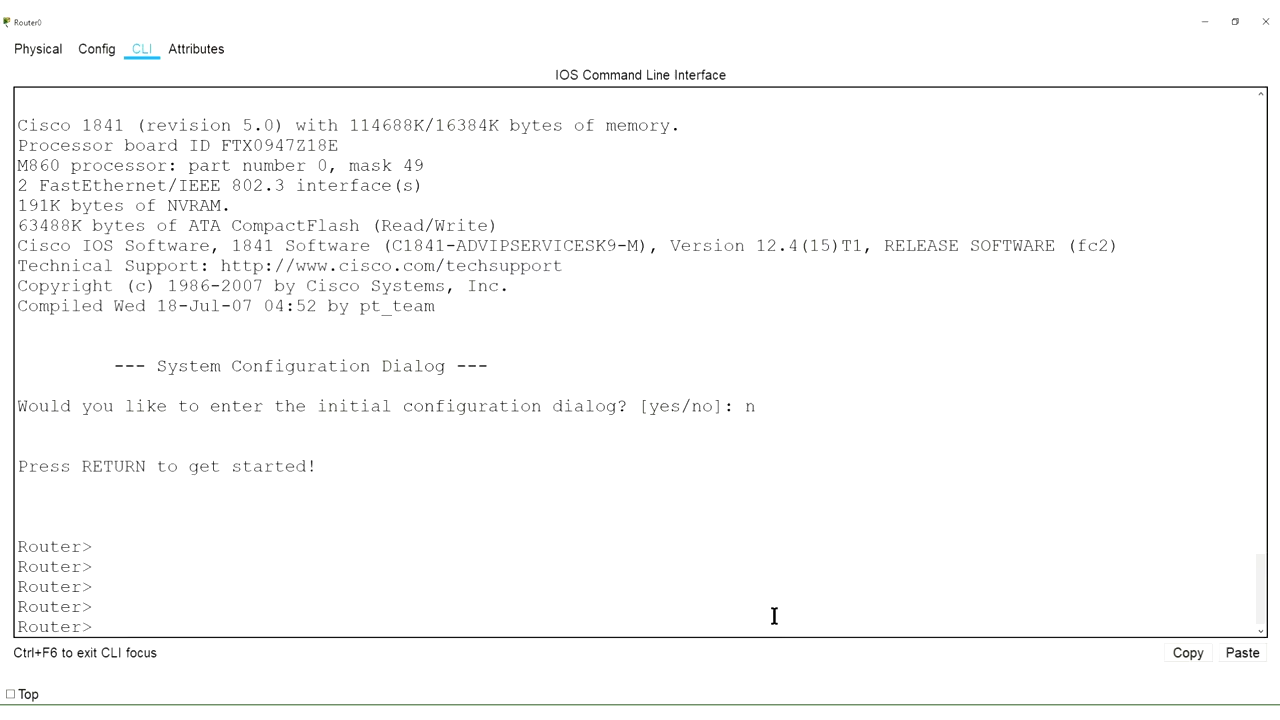 Router0
Physical Config CLI Attributes
IOS Command Line Interface
Cisco 1841 (revision 5.0) with 114688K/16384K bytes of memory.
Processor board ID FTX0947Z18E
M860 processor: part number 0, mask 49
2 FastEthernet/IEEE 802.3 interface(s)
191K bytes of NVRAM.
63488K bytes of ATA CompactFlash (Read/Write)
Cisco IOS Software, 1841 Software (C1841-ADVIPSERVICESK9-M), Version 12.4(15)T1, RELEASE SOFTWARE (fc2)
Technical Support: http://www.cisco.com/techsupport
Copyright (c) 1986-2007 by Cisco Systems, Inc.
Compiled Wed 18-Jul-07 04:52 by pt_team
--- System Configuration Dialog ---
Would you like to enter the initial configuration dialog? [yes/no]: n
Press RETURN to get started!
Router>
Router>
Router>
Router>
Router>
Ctrl+F6 to exit CLI focus
Copy Paste
Top